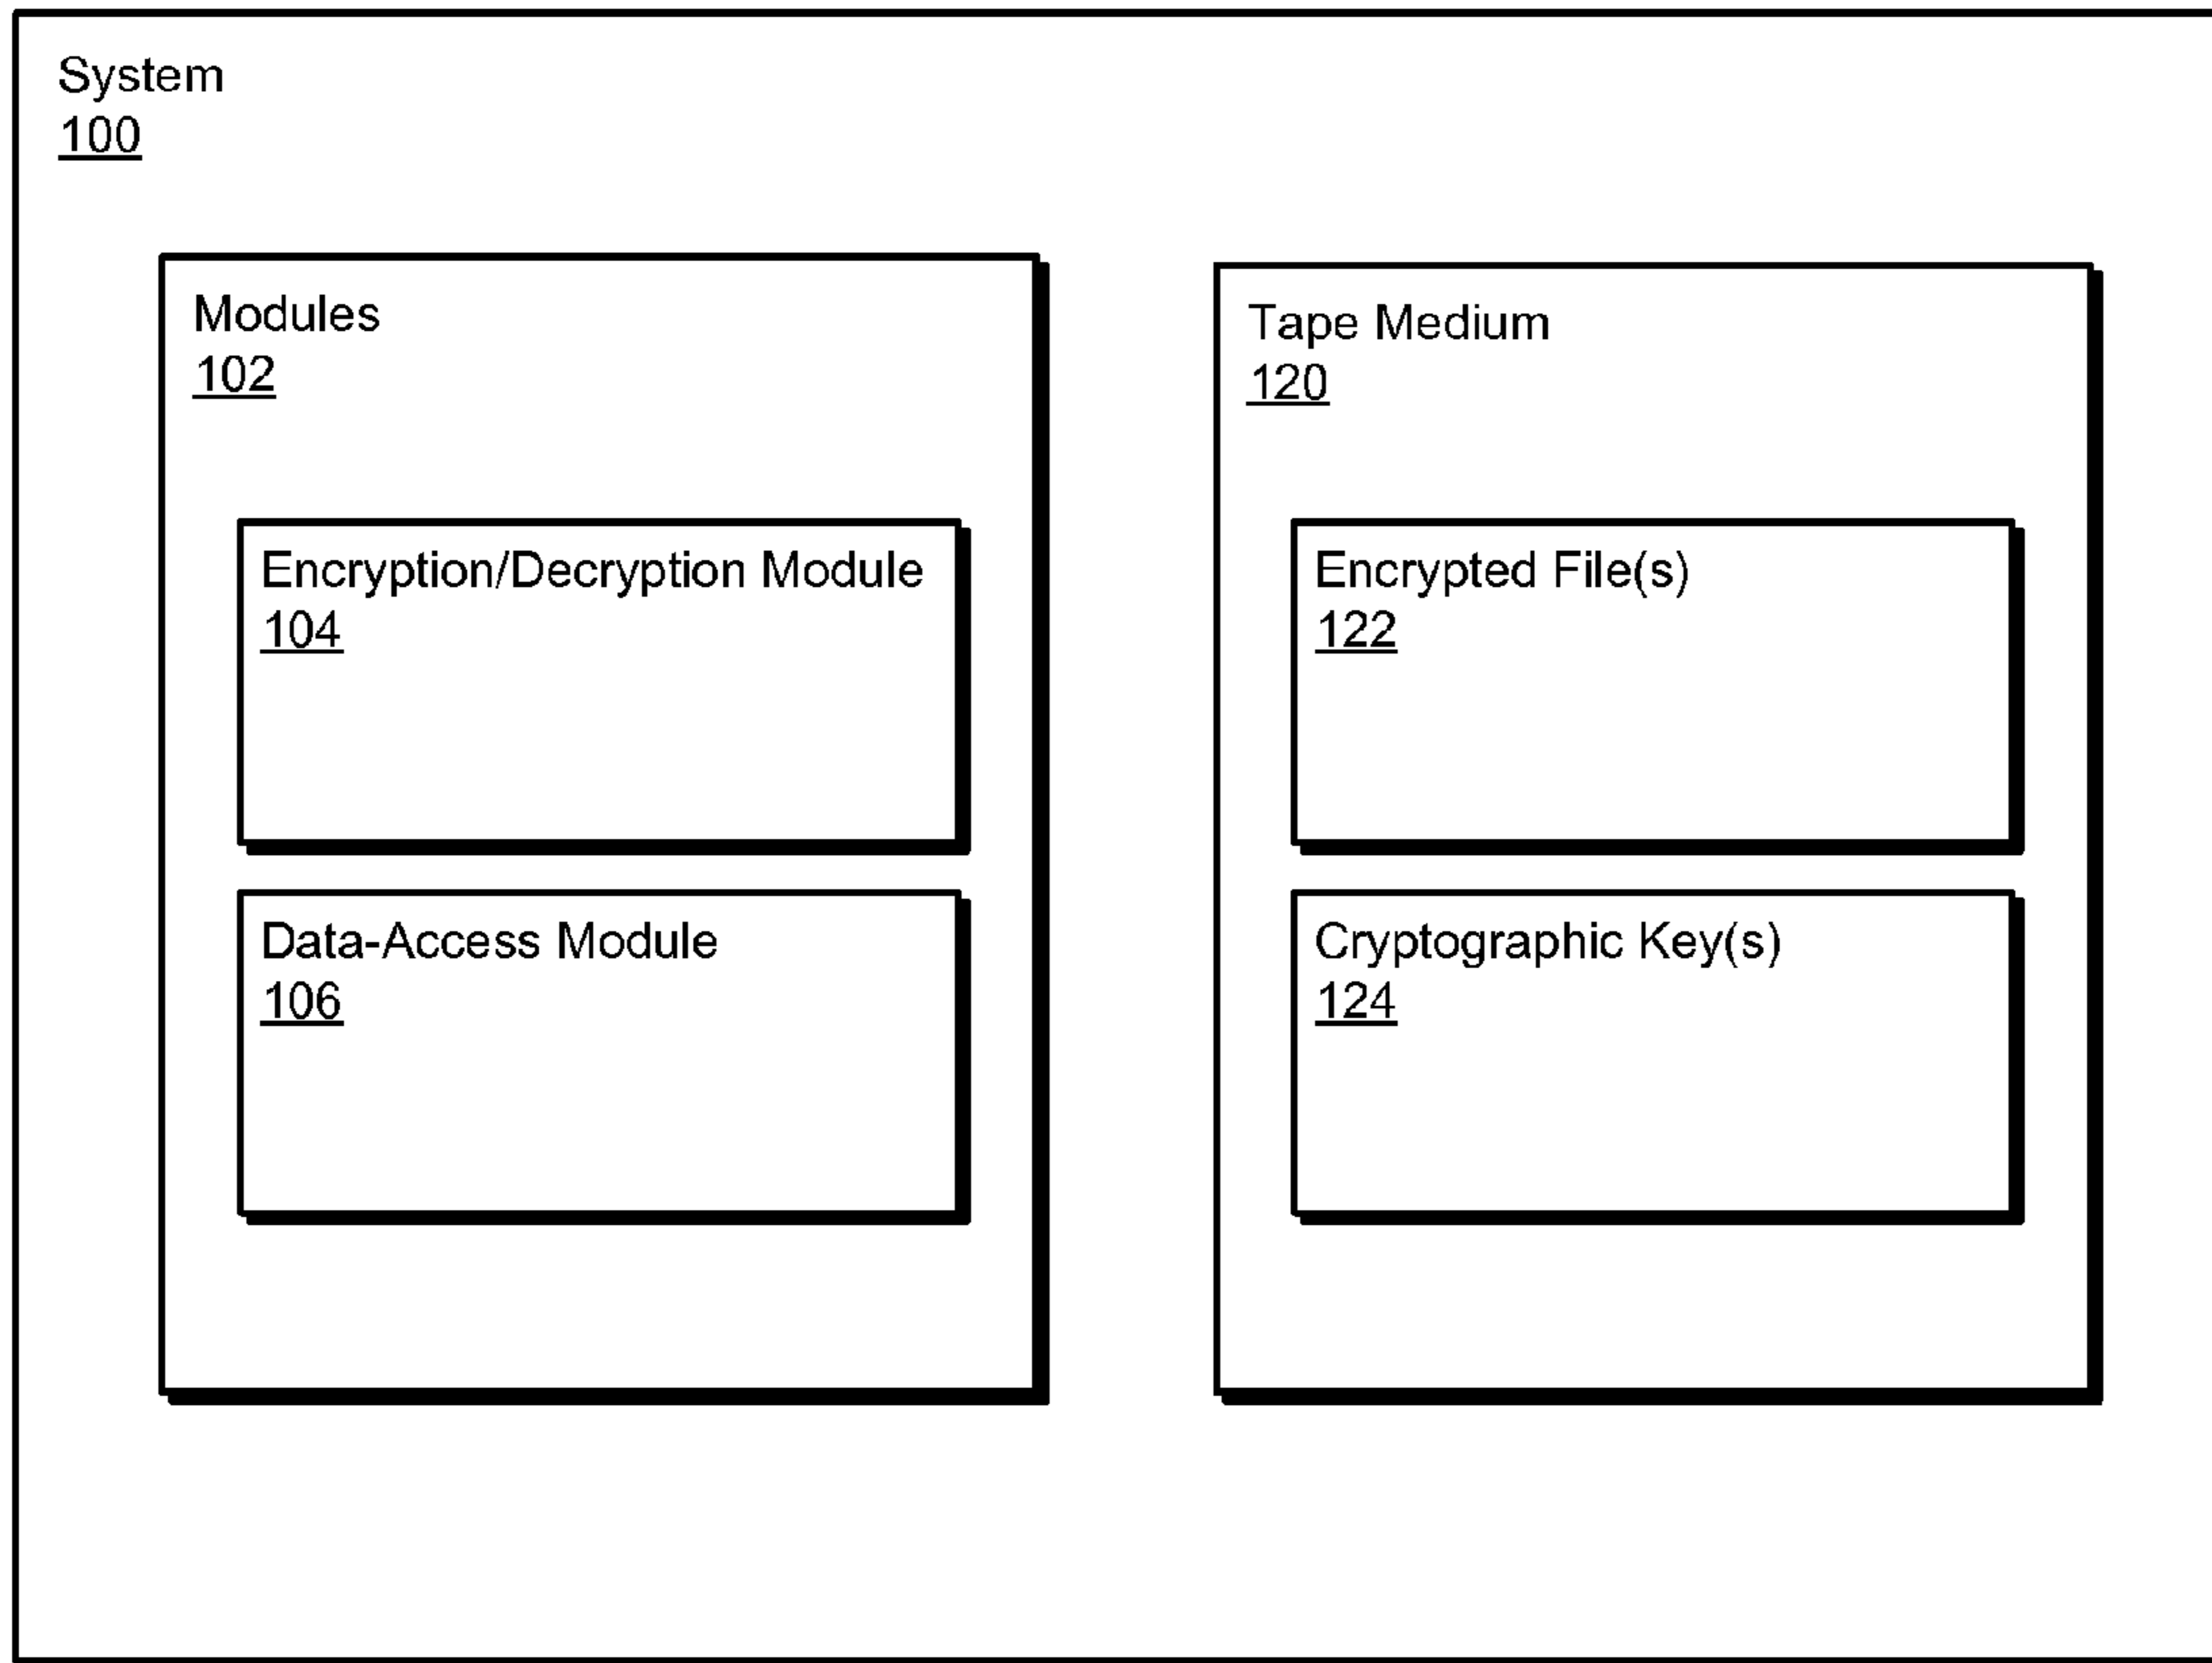 System
100
Modules
102
Encryption/Decryption Module
104
Data-Access Module
106
Tape Medium
120
Encrypted File(s)
122
Cryptographic Key(s)
124